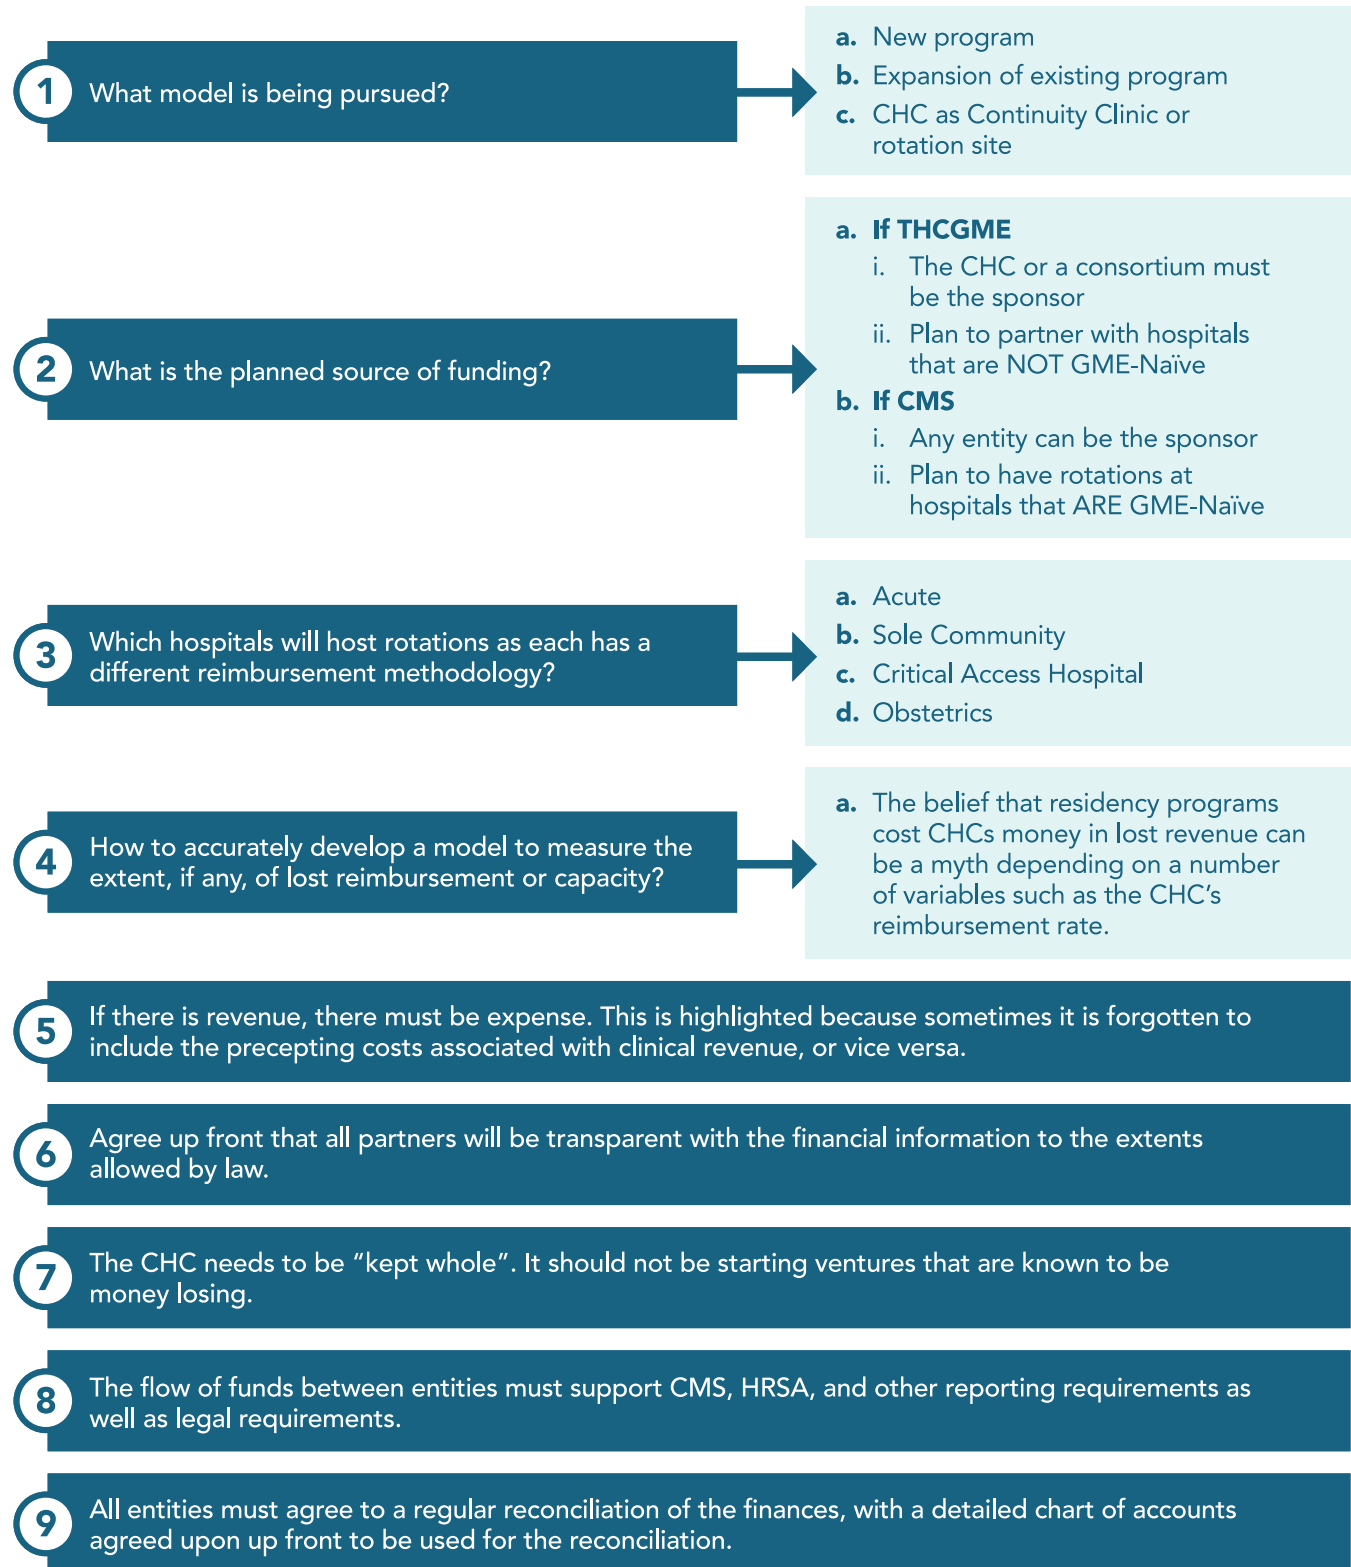 1
What model is being pursued?
a. New program
b. Expansion of existing program
c. CHC as Continuity Clinic or
rotation site
2
What is the planned source of funding?
a. If THCGME
i. The CHC or a consortium must
be the sponsor
ii. Plan to partner with hospitals
that are NOT GME-Naïve
b. If CMS
i. Any entity can be the sponsor
ii. Plan to have rotations at
hospitals that ARE GME-Naïve
3
Which hospitals will host rotations as each has a
different reimbursement methodology?
a. Acute
b. Sole Community
c. Critical Access Hospital
d. Obstetrics
4
How to accurately develop a model to measure the
extent, if any, of lost reimbursement or capacity?
a. The belief that residency programs
cost CHCs money in lost revenue can
be a myth depending on a number
of variables such as the CHC’s
reimbursement rate.
5
If there is revenue, there must be expense. This is highlighted because sometimes it is forgotten to
include the precepting costs associated with clinical revenue, or vice versa.
6
Agree up front that all partners will be transparent with the financial information to the extents
allowed by law.
7
The CHC needs to be “kept whole”. It should not be starting ventures that are known to be
money losing.
8
The flow of funds between entities must support CMS, HRSA, and other reporting requirements as
well as legal requirements.
9
All entities must agree to a regular reconciliation of the finances, with a detailed chart of accounts
agreed upon up front to be used for the reconciliation.